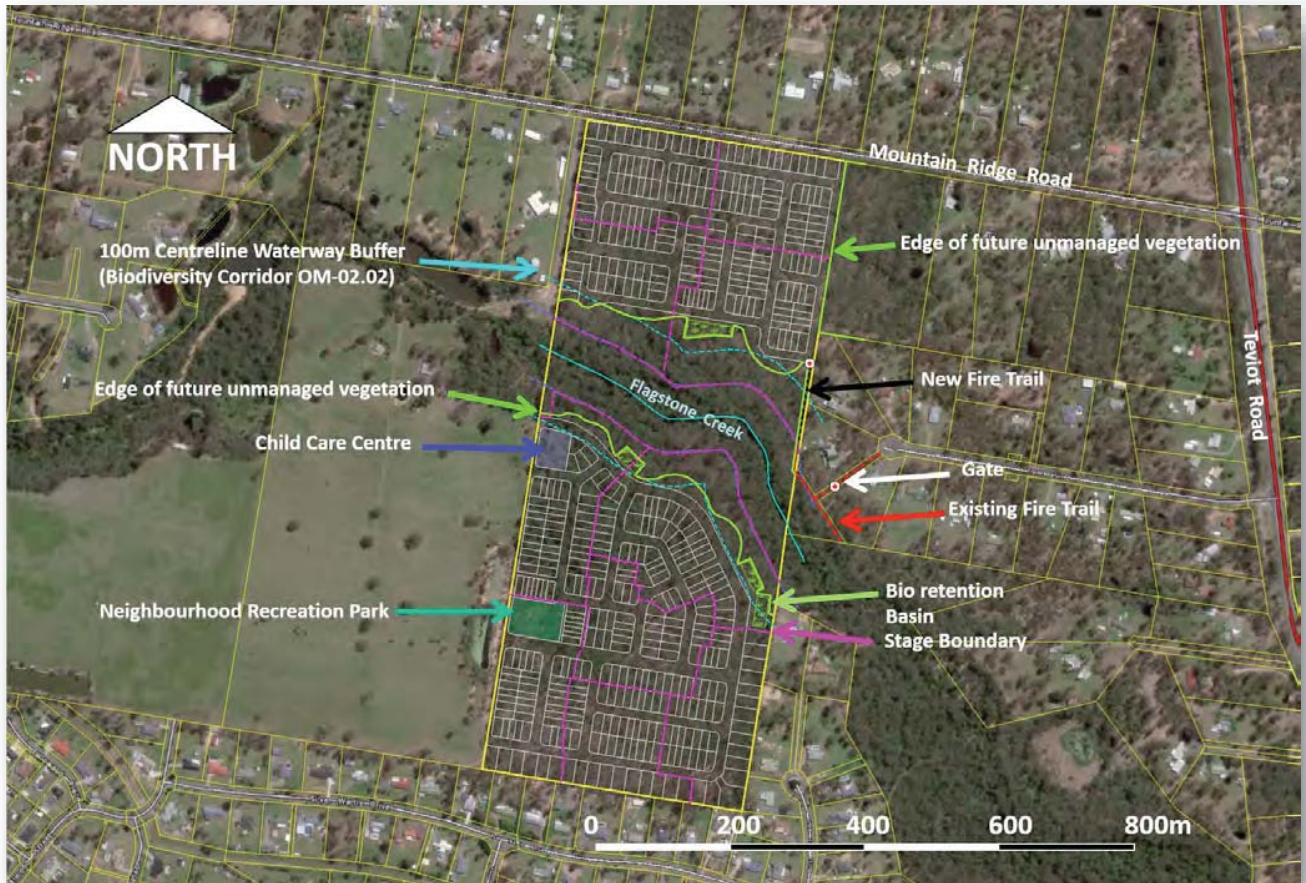 Mountain Ridge Road
NORTH
100m Centreline Waterway Buffer
(Biodiversity Corridor OM-02.02)
Edge of future unmanaged vegetation
Edge of future unmanaged vegetation
Child Care Centre
Flagstone Creek
New Fire Trail
Teviot Road
Gate
Existing Fire Trail
Neighbourhood Recreation Park
Bio retention
Basin
Stage Boundary
0 200 400 600 800m